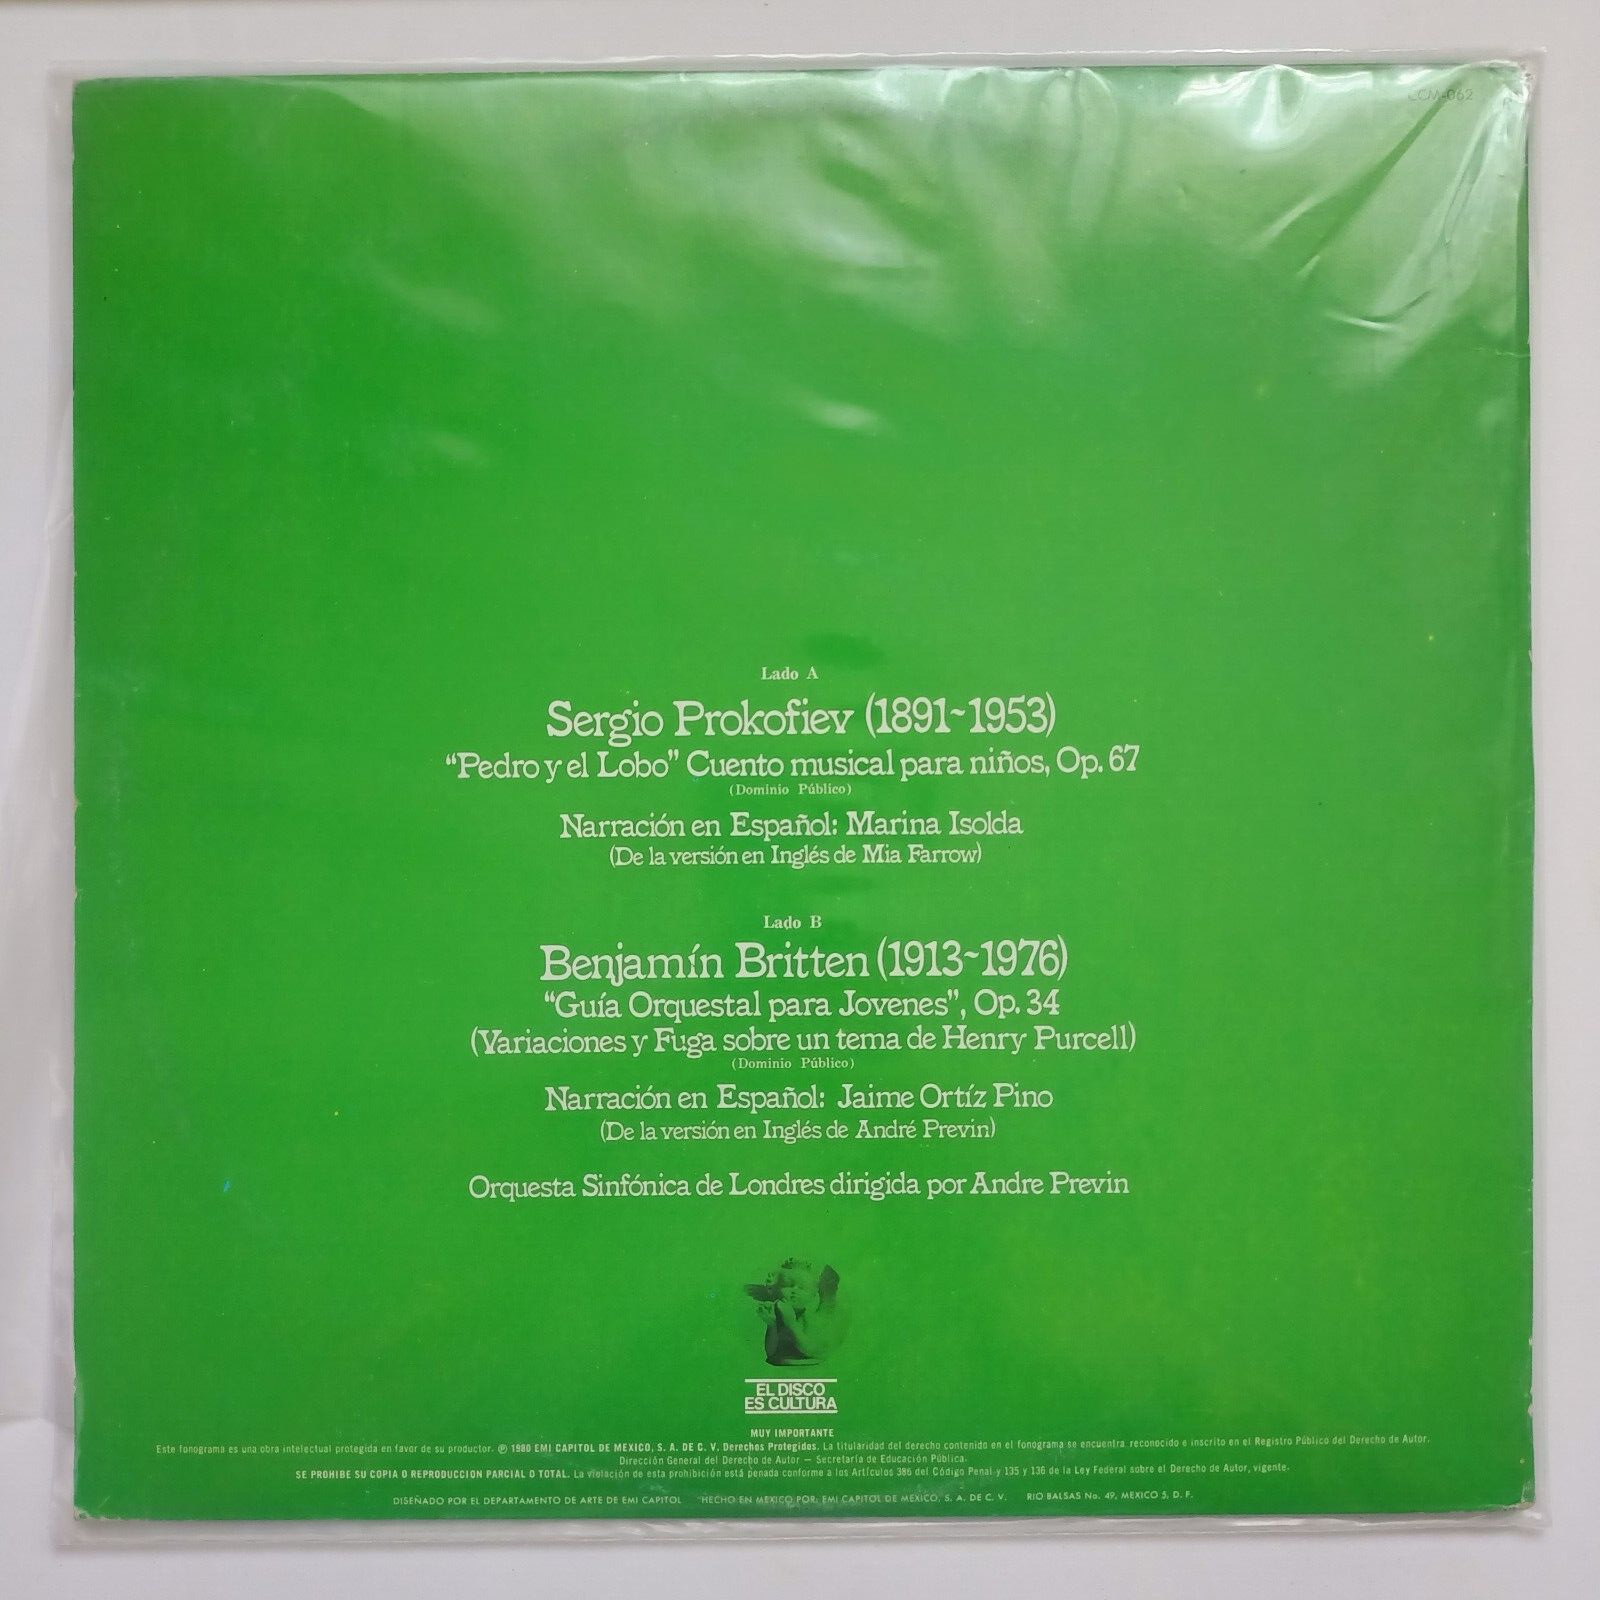 CCM-062
Lado A
Sergio Prokofiev (1891~1953)
"Pedro y el Lobo" Cuento musical para niños, Op. 67
(Dominio Público)
Narración en Español: Marina Isolda
(De la versión en Inglés de Mia Farrow)
Lado B
Benjamín Britten (1913~1976)
"Guía Orquestal para Jovenes", Op. 34
(Variaciones y Fuga sobre un tema de Henry Purcell)
(Dominio Público)
Narración en Español: Jaime Ortíz Pino
(De la versión en Inglés de André Previn)
Orquesta Sinfónica de Londres dirigida por Andre Previn
EL DISCO
ES CULTURA
MUY IMPORTANTE
Este fonograma es una obra intelectual protegida en favor de su productor. ℗ 1980 EMI CAPITOL DE MEXICO, S. A. DE C. V. Derechos Protegidos. La titularidad del derecho contenido en el fonograma se encuentra reconocido e inscrito en el Registro Público del Derecho de Autor.
Dirección General del Derecho de Autor — Secretaría de Educación Pública.
SE PROHIBE SU COPIA O REPRODUCCION PARCIAL O TOTAL. La violación de esta prohibición está penada conforme a los Artículos 386 del Código Penal y 135 y 136 de la Ley Federal sobre el Derecho de Autor, vigente.
DISEÑADO POR EL DEPARTAMENTO DE ARTE DE EMI CAPITOL HECHO EN MEXICO POR: EMI CAPITOL DE MEXICO, S. A. DE C. V. RIO BALSAS No. 49, MEXICO 5, D. F.